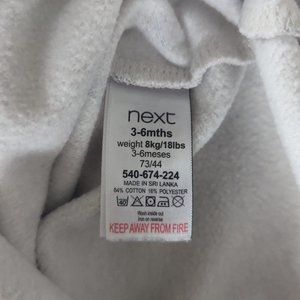 next
3-6mths
weight 8kg/18lbs
3-6meses
73/44
540-674-224
MADE IN SRI LANKA
84% COTTON 16% POLYESTER
40
Wash inside out
Iron on reverse
KEEP AWAY FROM FIRE